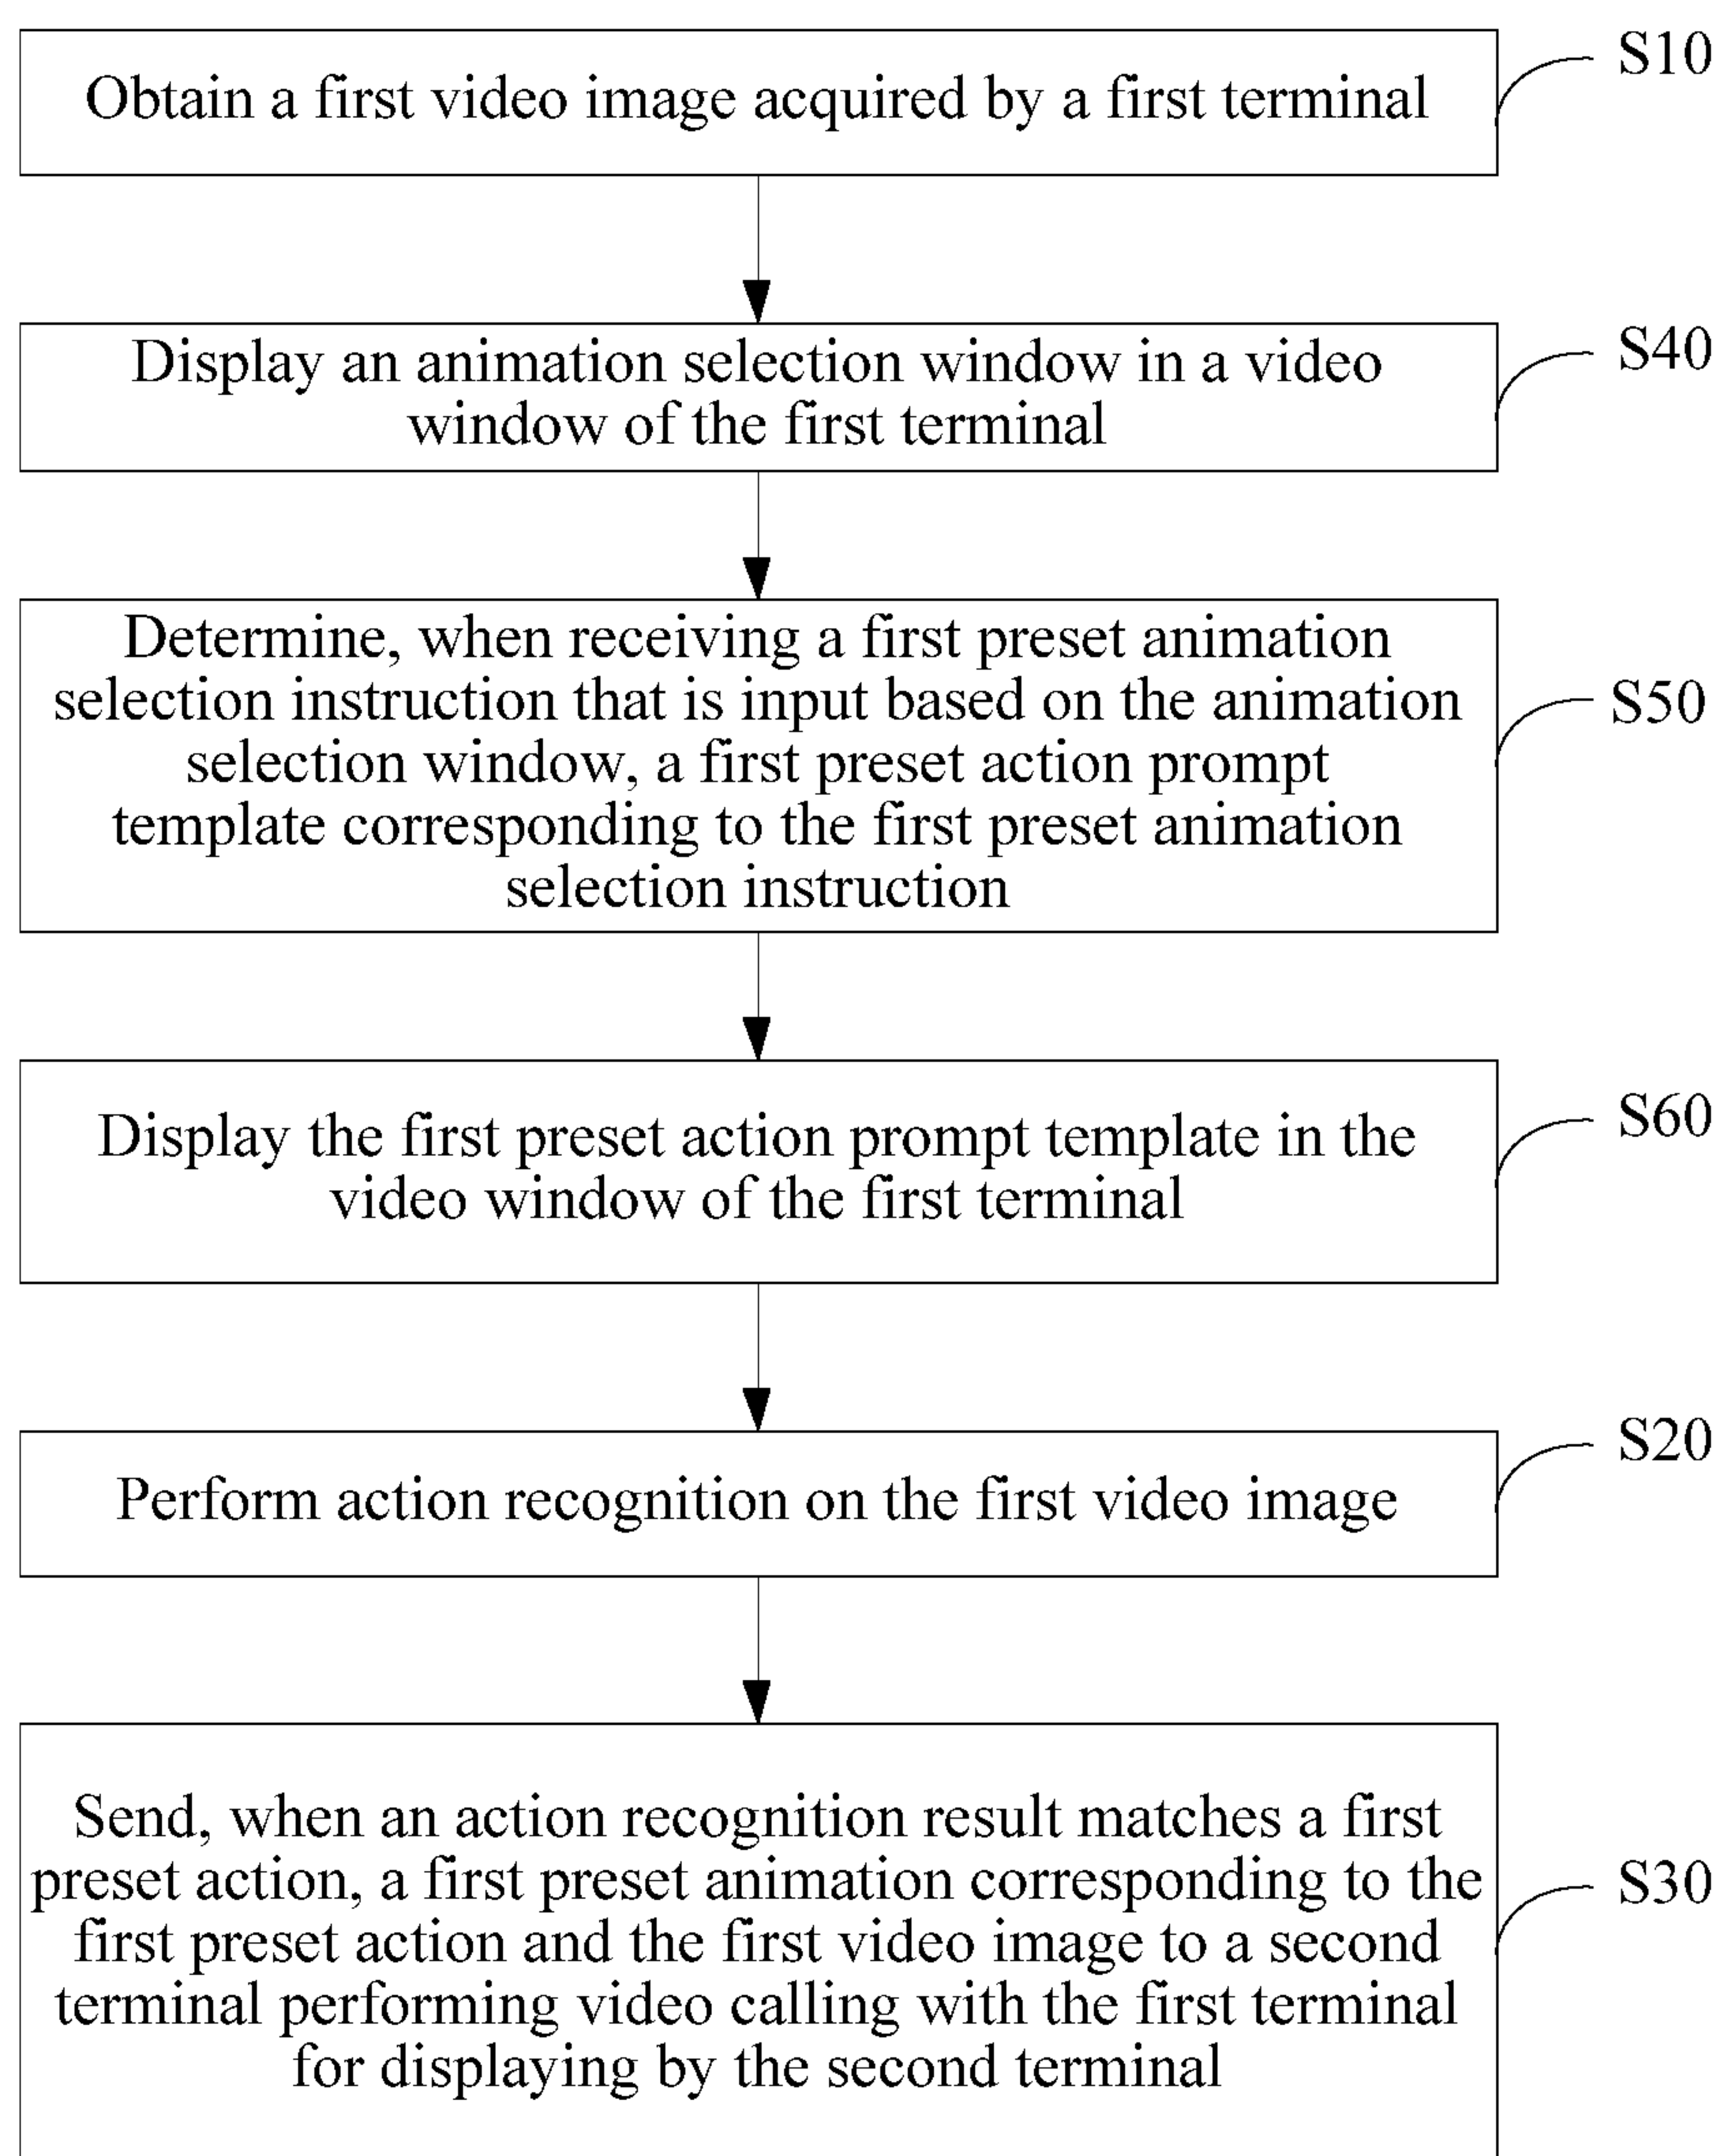 Obtain a first video image acquired by a first terminal
S10
Display an animation selection window in a video
window of the first terminal
S40
Determine, when receiving a first preset animation
selection instruction that is input based on the animation
selection window, a first preset action prompt
template corresponding to the first preset animation
selection instruction
S50
Display the first preset action prompt template in the
video window of the first terminal
S60
Perform action recognition on the first video image
S20
Send, when an action recognition result matches a first
preset action, a first preset animation corresponding to the
first preset action and the first video image to a second
terminal performing video calling with the first terminal
for displaying by the second terminal
S30